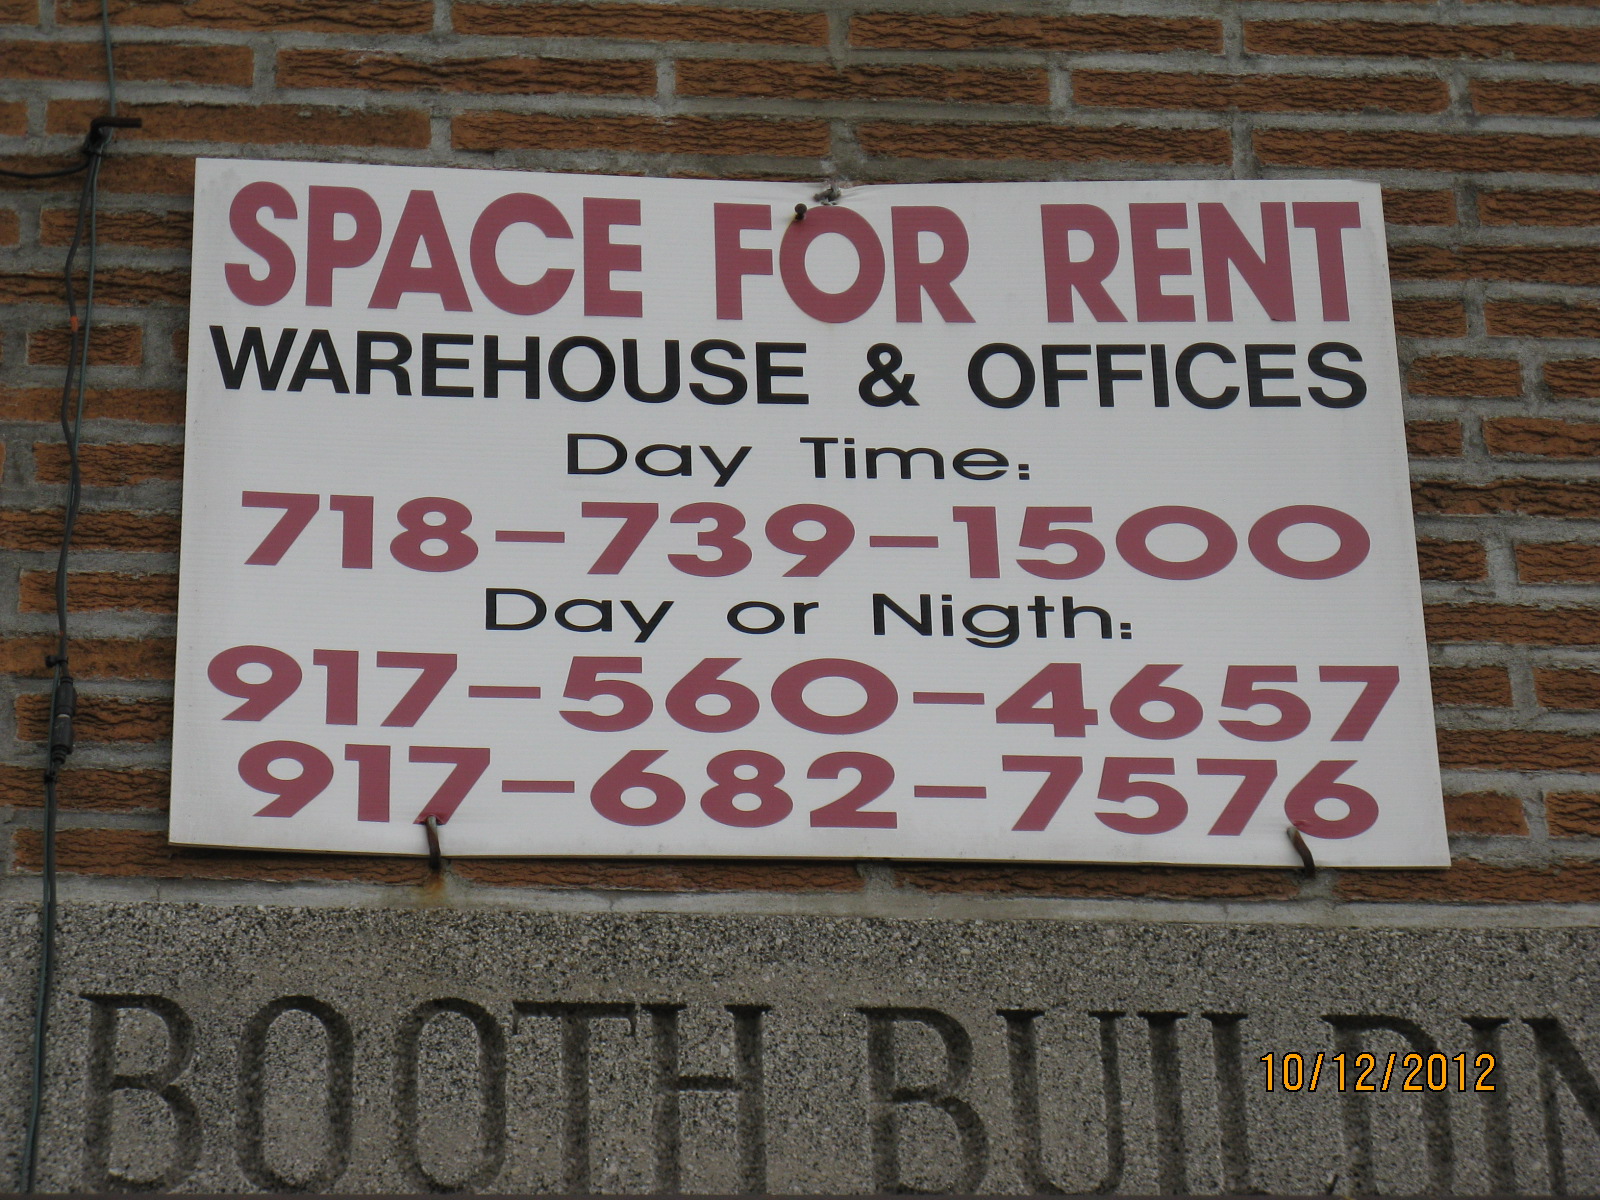 SPACE FOR RENT
WAREHOUSE & OFFICES
Day Time:
718-739-1500
Day or Nigth:
917-560-4657
917-682-7576
BOOTH BUILDIN
10/12/2012